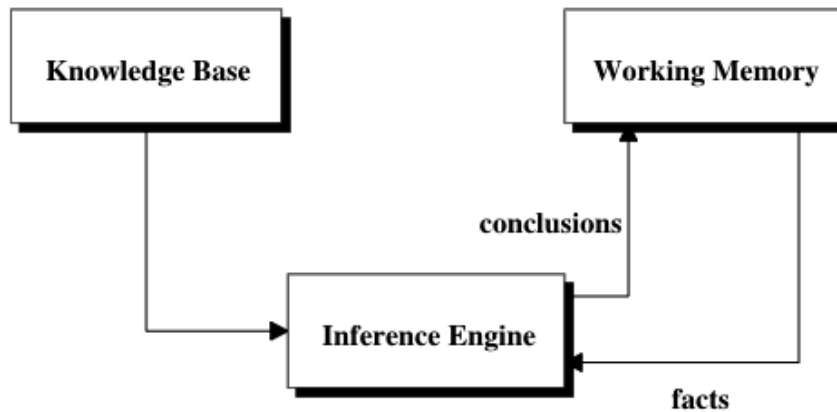 Knowledge Base
Working Memory
conclusions
Inference Engine
facts